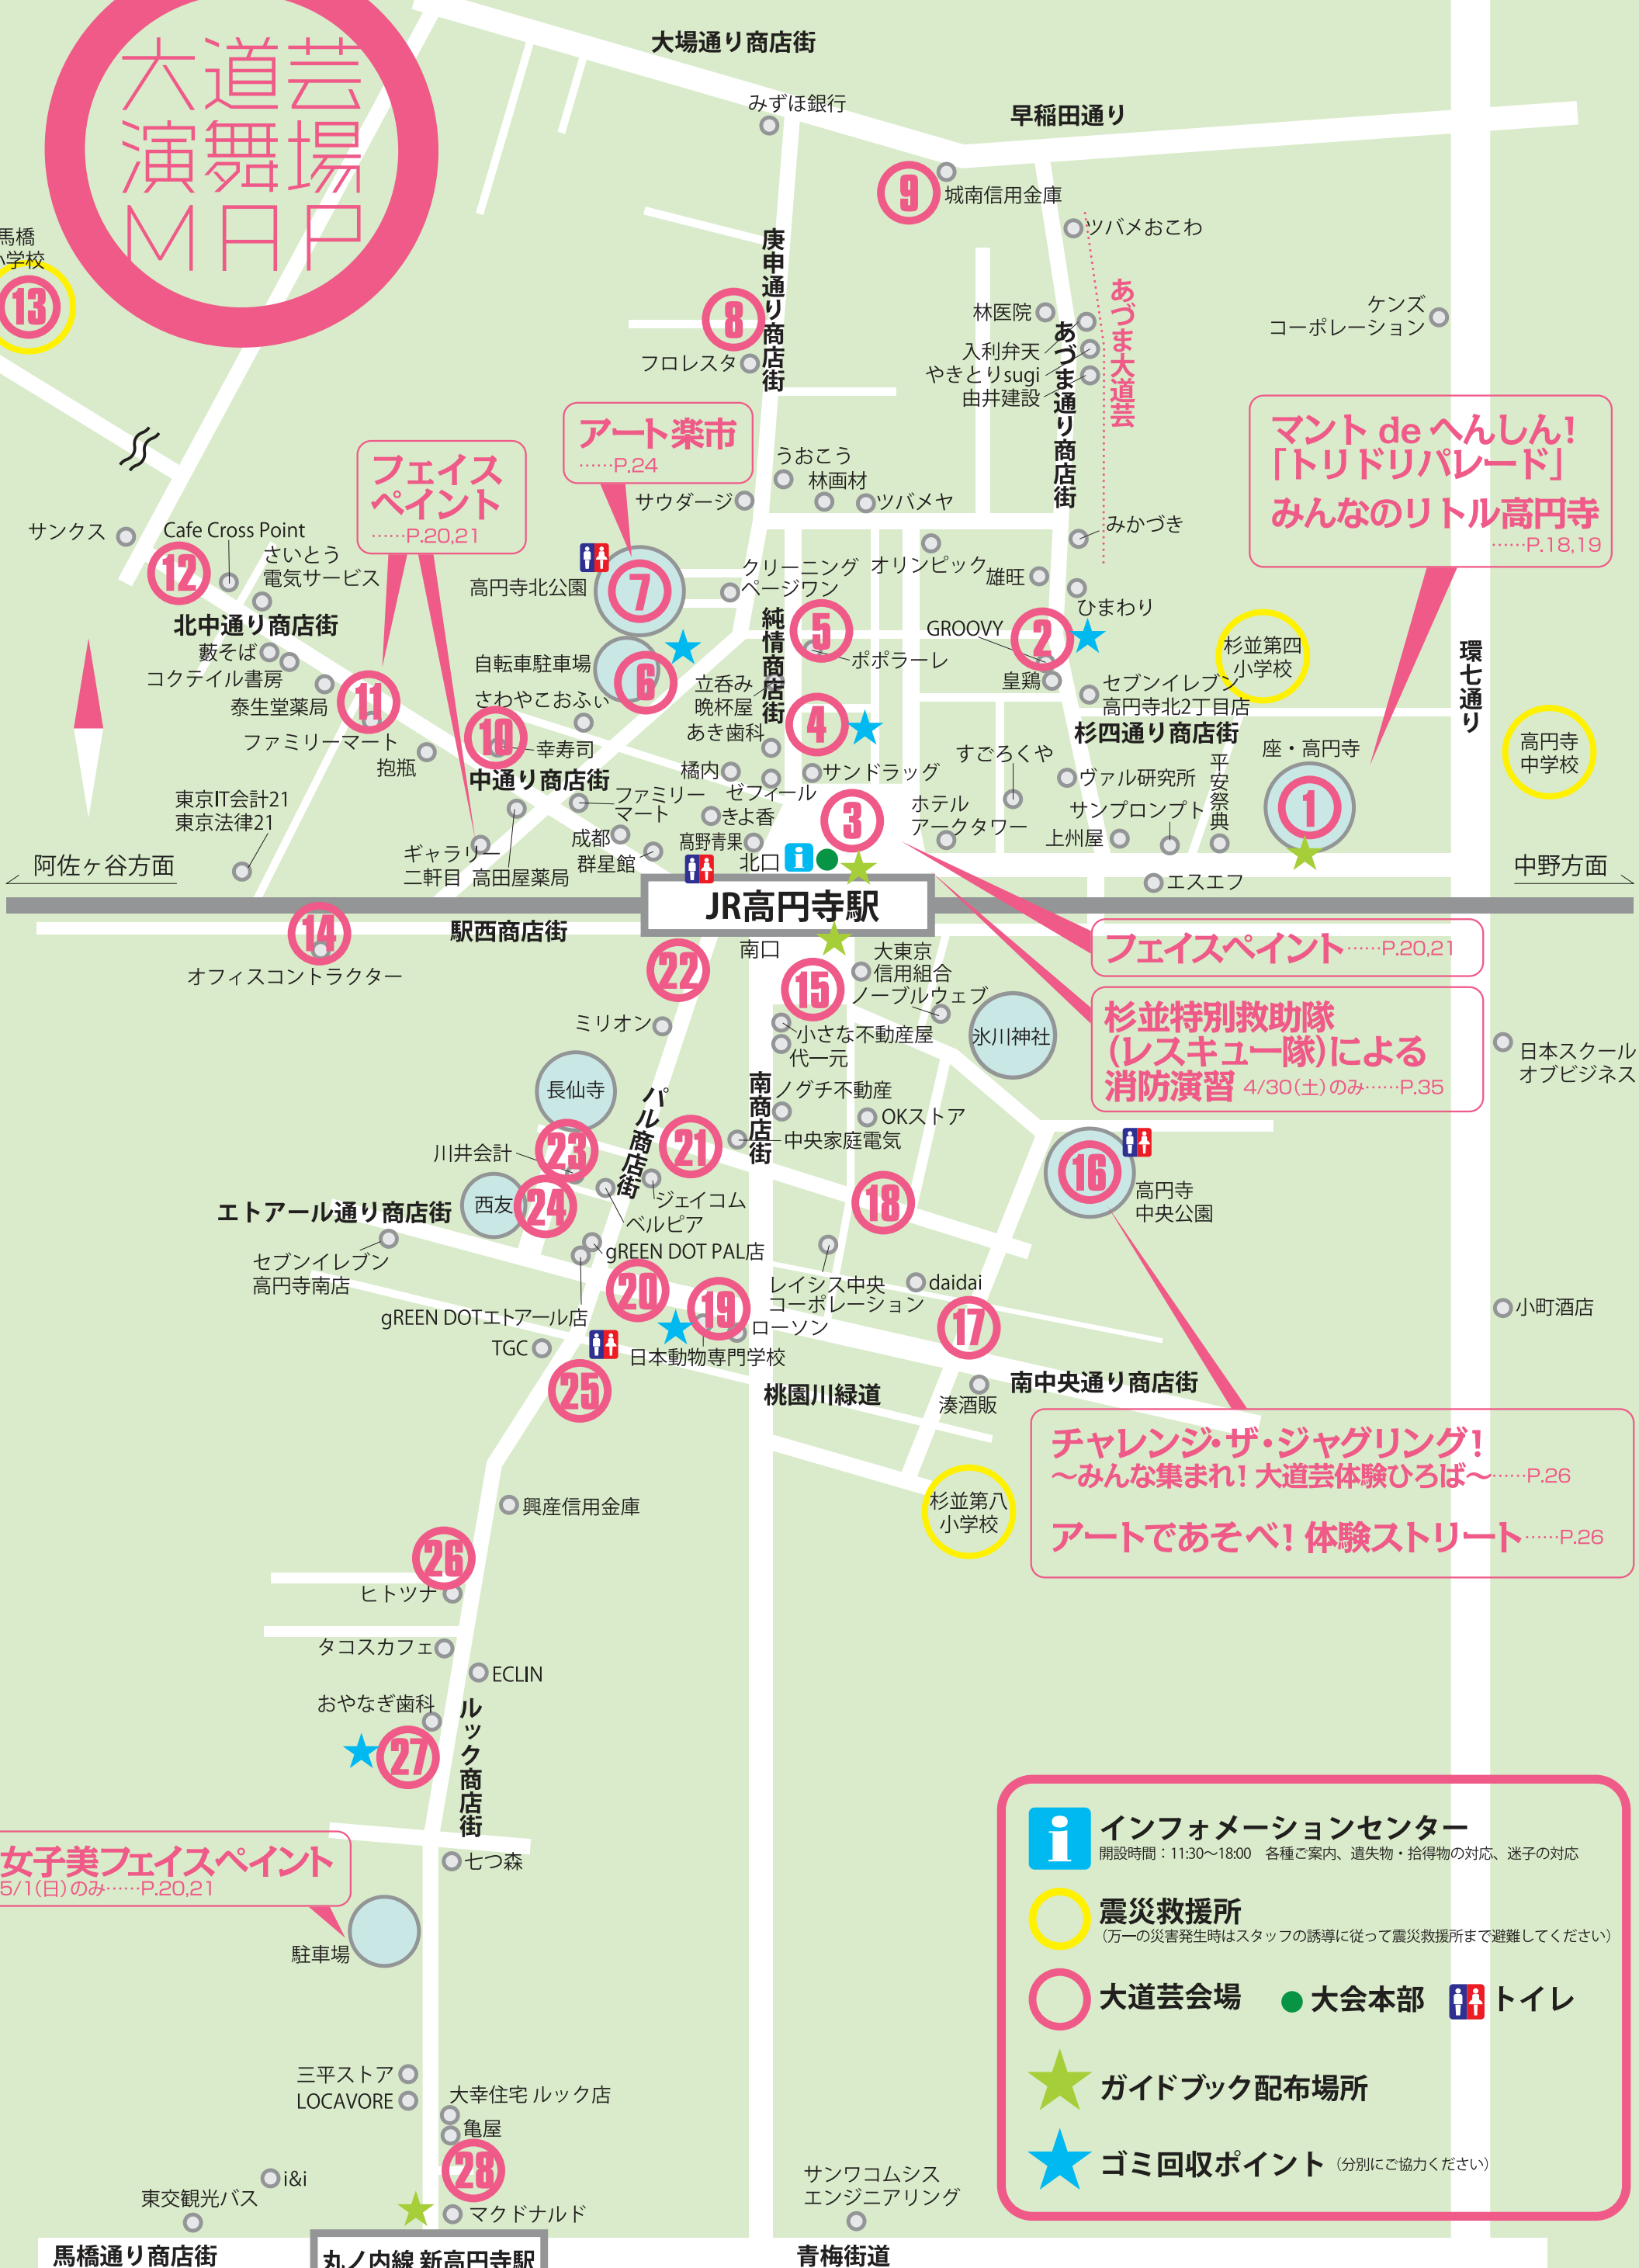 大道芸
演舞場
MAP
大場通り商店街
みずほ銀行
早稲田通り
9
城南信用金庫
ツバメおこわ
馬橋
小学校
13
庚申通り商店街
8
フロレスタ
林医院
入利弁天
やきとりsugi
由井建設
あづま通り商店街
あづま大道芸
ケンズ
コーポレーション
フェイス
ペイント
……P.20,21
アート楽市
……P.24
マント de へんしん!
「トリドリパレード」
みんなのリトル高円寺
……P.18,19
うおこう
林画材
サウダージ
ツバメヤ
みかづき
サンクス
Cafe Cross Point
12
さいとう
電気サービス
高円寺北公園
7
クリーニング
ページワン
オリンピック
雄旺
ひまわり
北中通り商店街
藪そば
コクテイル書房
泰生堂薬局
11
ファミリーマート
抱瓶
自転車駐車場
6
さわやこおふぃ
10
幸寿司
中通り商店街
純情商店街
5
ポポラーレ
GROOVY
2
皇鶏
セブンイレブン
高円寺北2丁目店
杉並第四
小学校
環七通り
立呑み
晩杯屋
あき歯科
4
杉四通り商店街
高円寺
中学校
橘内
サンドラッグ
ゼフィール
すごろくや
ヴァル研究所
サンプロンプト
平安祭典
座・高円寺
1
東京IT会計21
東京法律21
ファミリー
マート
きよ香
成都
髙野青果
群星館
3
ホテル
アークタワー
上州屋
ギャラリー
二軒目
高田屋薬局
北口
エスエフ
阿佐ヶ谷方面
中野方面
JR高円寺駅
駅西商店街
14
オフィスコントラクター
南口
22
15
大東京
信用組合
ノーブルウェブ
フェイスペイント……P.20,21
杉並特別救助隊
(レスキュー隊)による
消防演習 4/30(土)のみ……P.35
ミリオン
小さな不動産屋
代一元
氷川神社
日本スクール
オブビジネス
長仙寺
パル商店街
南商店街
ノグチ不動産
OKストア
中央家庭電気
川井会計
23
21
16
高円寺
中央公園
西友
24
ジェイコム
ベルピア
18
エトアール通り商店街
セブンイレブン
高円寺南店
gREEN DOT PAL店
gREEN DOTエトアール店
20
19
レイシス中央
コーポレーション
daidai
17
小町酒店
TGC
ローソン
日本動物専門学校
25
桃園川緑道
湊酒販
南中央通り商店街
チャレンジ・ザ・ジャグリング!
～みんな集まれ!大道芸体験ひろば～……P.26
アートであそべ!体験ストリート……P.26
杉並第八
小学校
興産信用金庫
26
ヒトツナ
タコスカフェ
ECLIN
おやなぎ歯科
27
ルック商店街
女子美フェイスペイント
5/1(日)のみ……P.20,21
七つ森
駐車場
三平ストア
LOCAVORE
大幸住宅 ルック店
亀屋
28
i&i
東交観光バス
マクドナルド
サンワコムシス
エンジニアリング
馬橋通り商店街
丸ノ内線 新高円寺駅
青梅街道
i
インフォメーションセンター
開設時間：11:30～18:00 各種ご案内、遺失物・拾得物の対応、迷子の対応
震災救援所
(万一の災害発生時はスタッフの誘導に従って震災救援所まで避難してください)
大道芸会場
大会本部
トイレ
ガイドブック配布場所
ゴミ回収ポイント (分別にご協力ください)